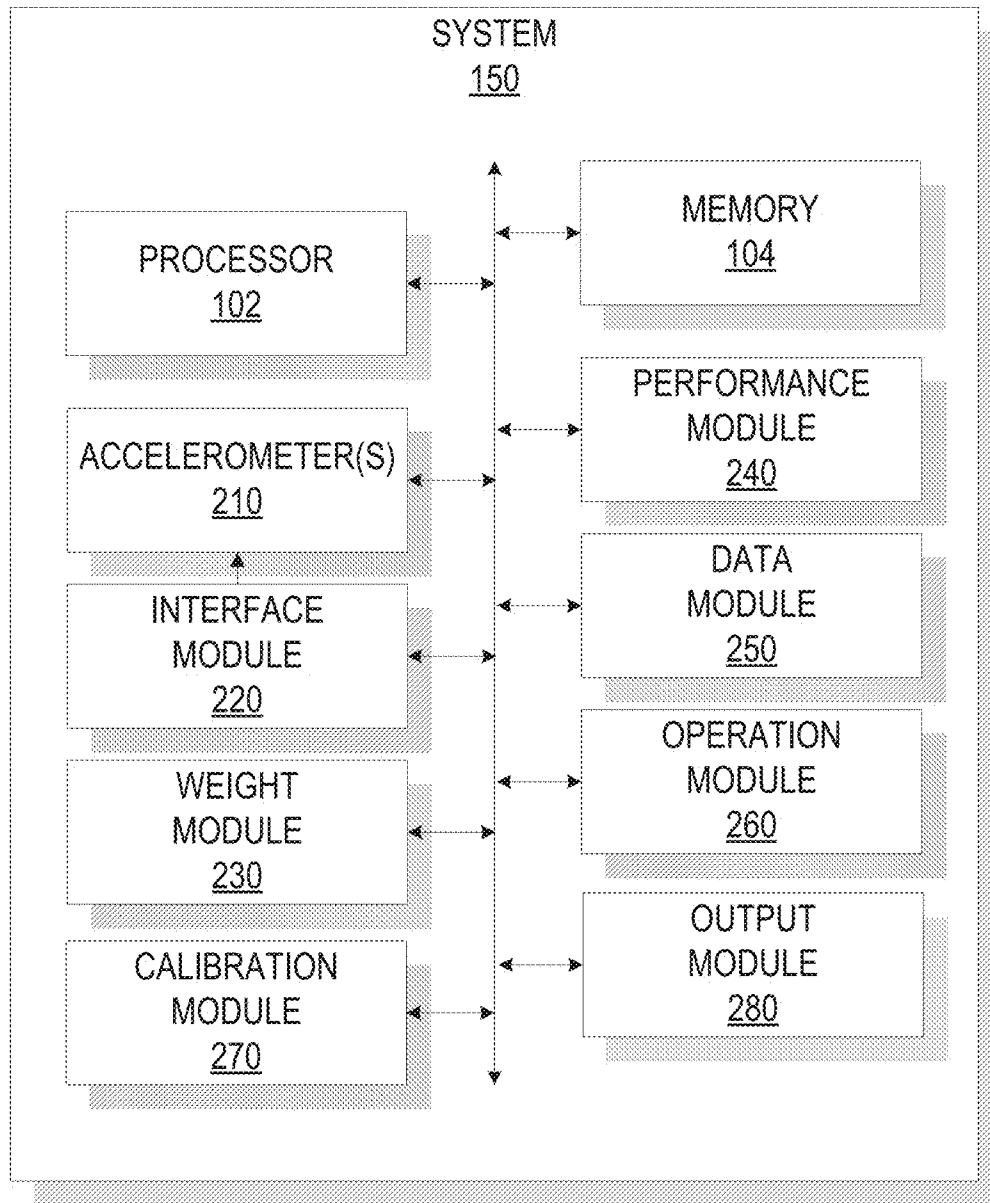 SYSTEM
150
PROCESSOR
102
MEMORY
104
ACCELEROMETER(S)
210
PERFORMANCE
MODULE
240
INTERFACE
MODULE
220
DATA
MODULE
250
WEIGHT
MODULE
230
OPERATION
MODULE
260
CALIBRATION
MODULE
270
OUTPUT
MODULE
280